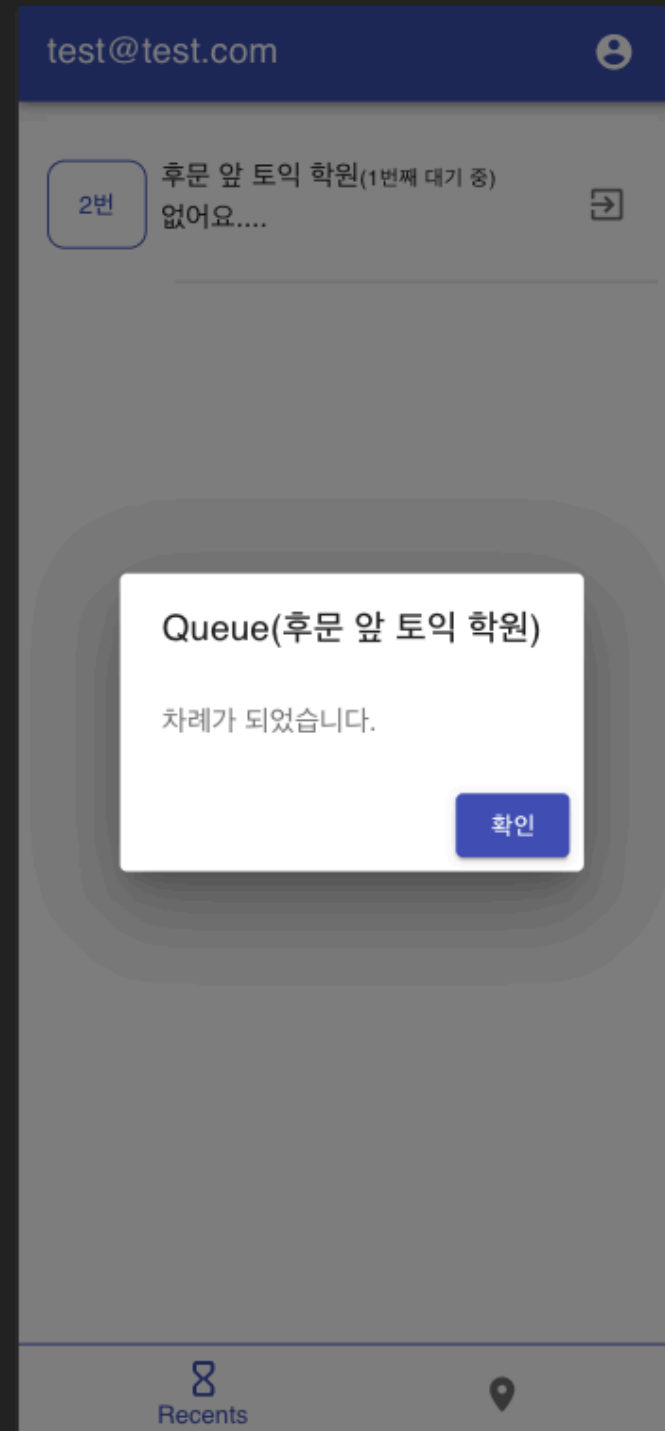 test@test.com
2번
후문 앞 토익 학원(1번째 대기 중)
없어요....
Queue(후문 앞 토익 학원)
차례가 되었습니다.
확인
Recents